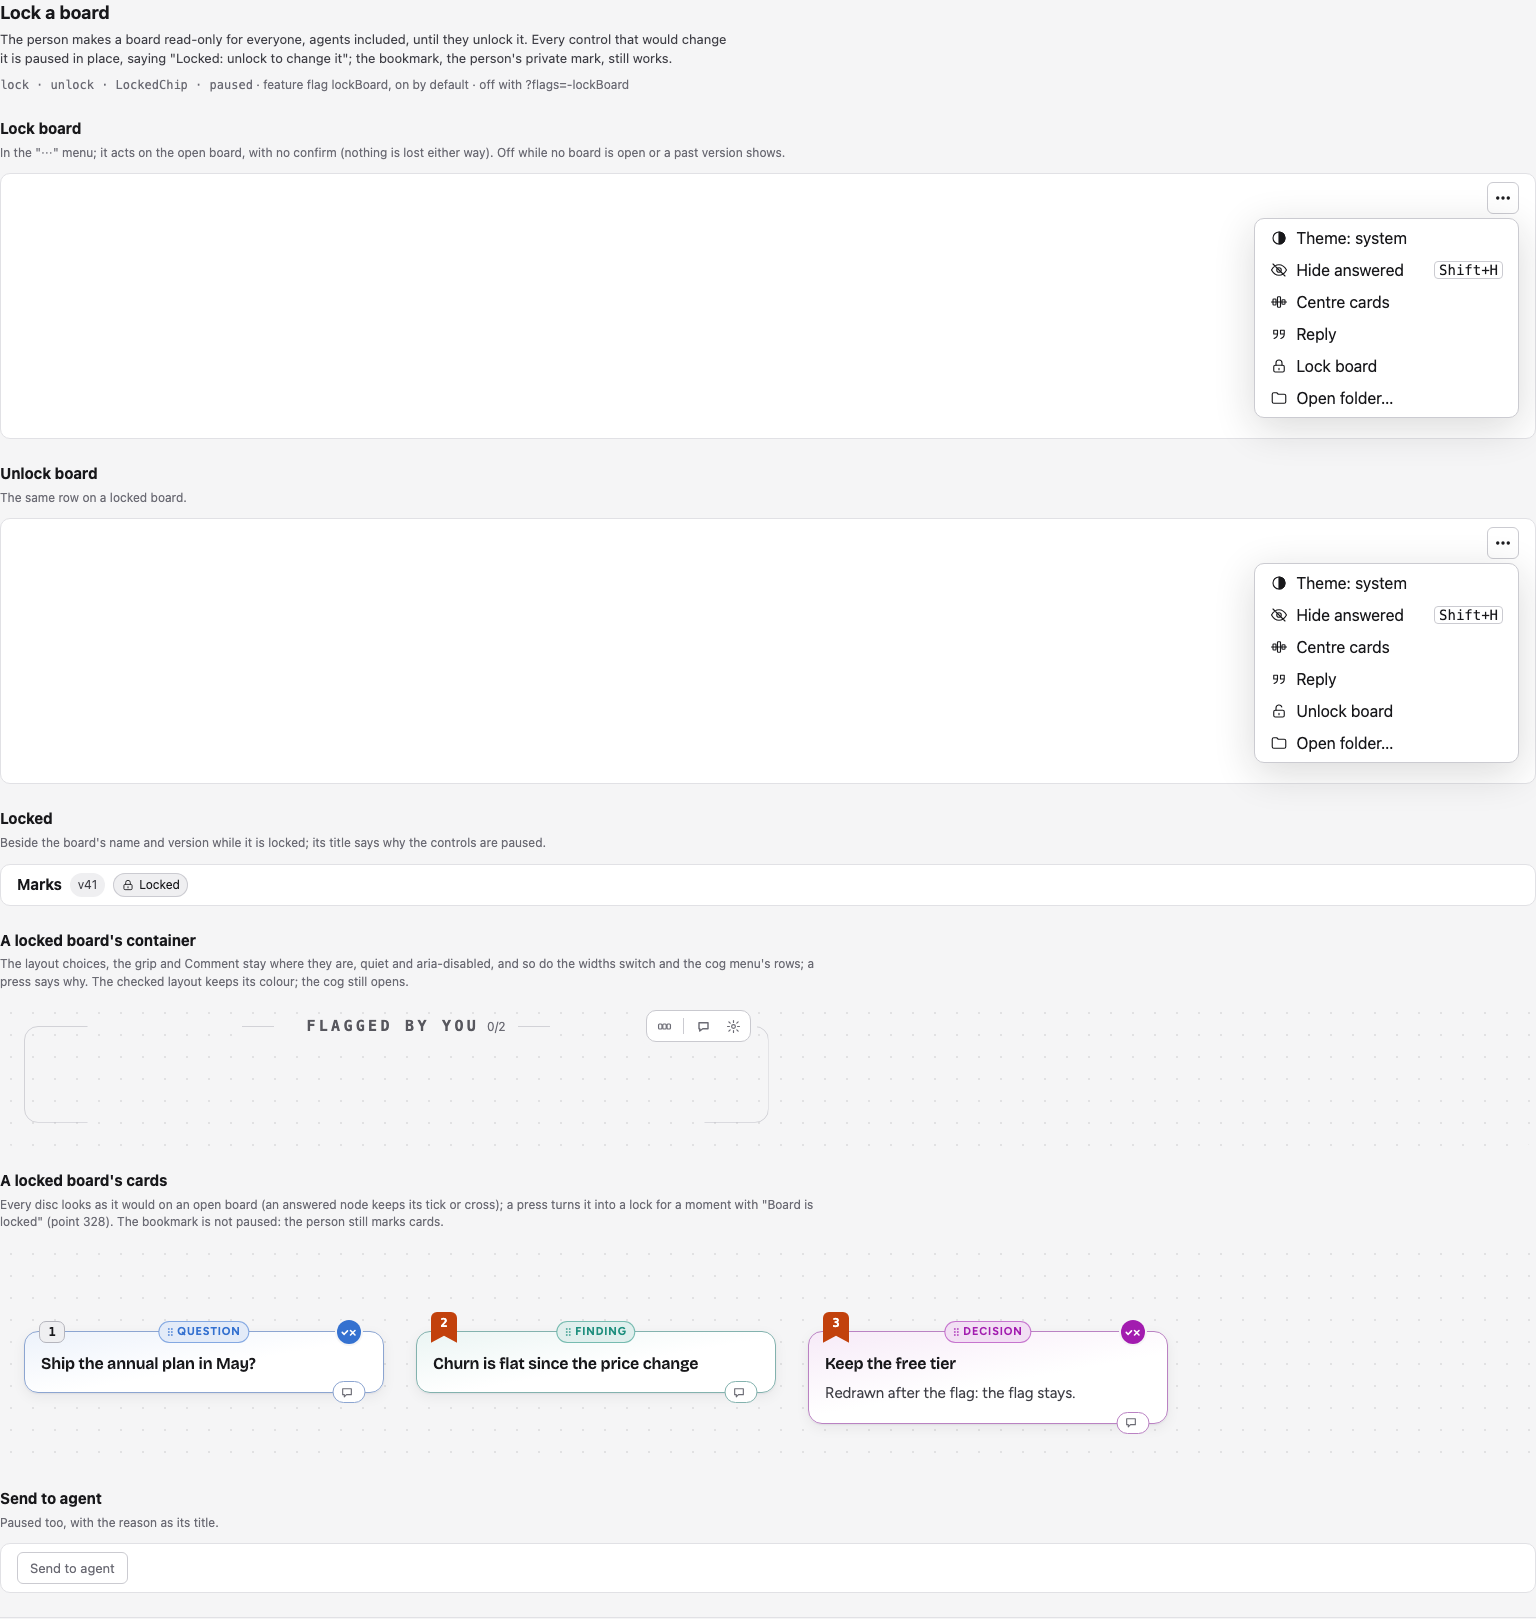 Lock a board
The person makes a board read-only for everyone, agents included, until they unlock it. Every control that would change
it is paused in place, saying "Locked: unlock to change it"; the bookmark, the person's private mark, still works.
lock · unlock · LockedChip · paused · feature flag lockBoard, on by default · off with ?flags=-lockBoard
Lock board
In the "···" menu; it acts on the open board, with no confirm (nothing is lost either way). Off while no board is open or a past version shows.
Theme: system
Hide answered Shift+H
Centre cards
Reply
Lock board
Open folder...
Unlock board
The same row on a locked board.
Theme: system
Hide answered Shift+H
Centre cards
Reply
Unlock board
Open folder...
Locked
Beside the board's name and version while it is locked; its title says why the controls are paused.
Marks v41 Locked
A locked board's container
The layout choices, the grip and Comment stay where they are, quiet and aria-disabled, and so do the widths switch and the cog menu's rows; a
press says why. The checked layout keeps its colour; the cog still opens.
FLAGGED BY YOU 0/2
A locked board's cards
Every disc looks as it would on an open board (an answered node keeps its tick or cross); a press turns it into a lock for a moment with "Board is
locked" (point 328). The bookmark is not paused: the person still marks cards.
1 QUESTION
Ship the annual plan in May?
2 FINDING
Churn is flat since the price change
3 DECISION
Keep the free tier
Redrawn after the flag: the flag stays.
Send to agent
Paused too, with the reason as its title.
Send to agent